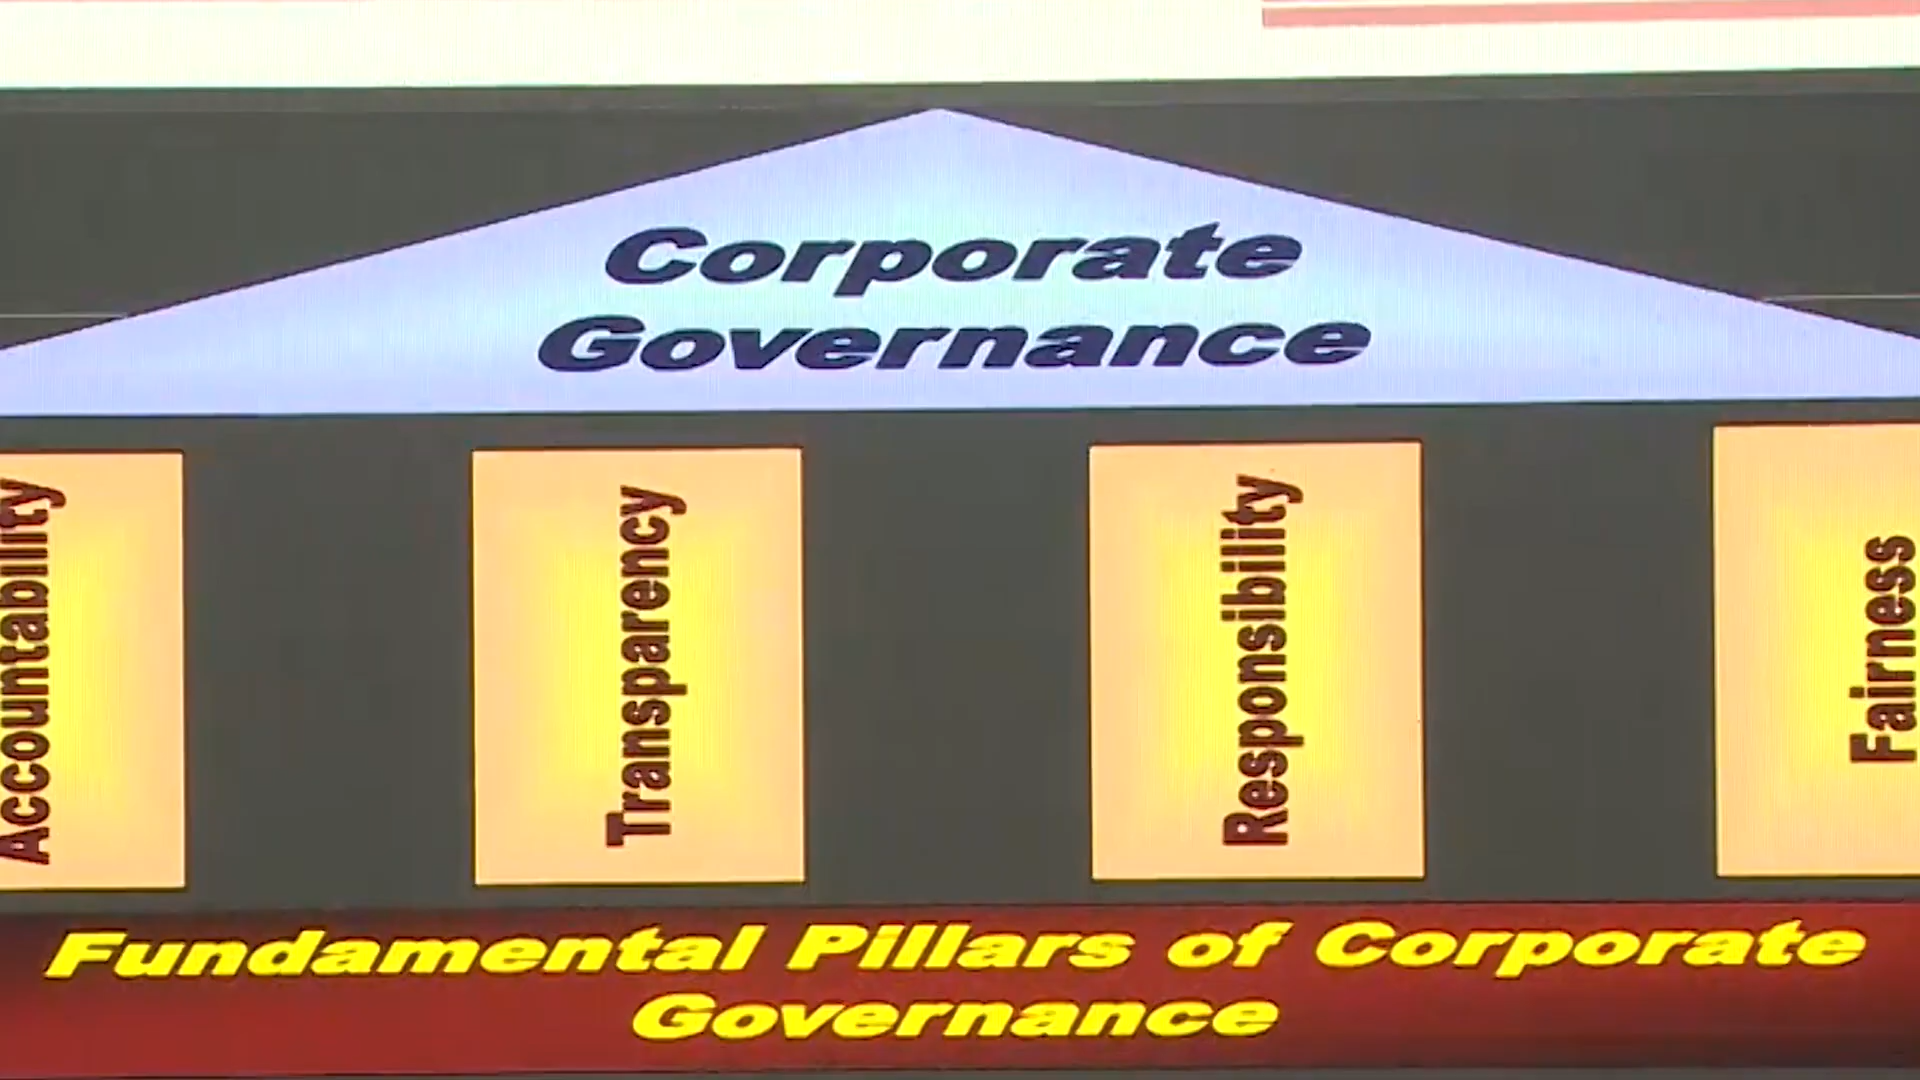 Corporate
Governance
Accountability
Transparency
Responsibility
Fairness
Fundamental Pillars of Corporate
Governance